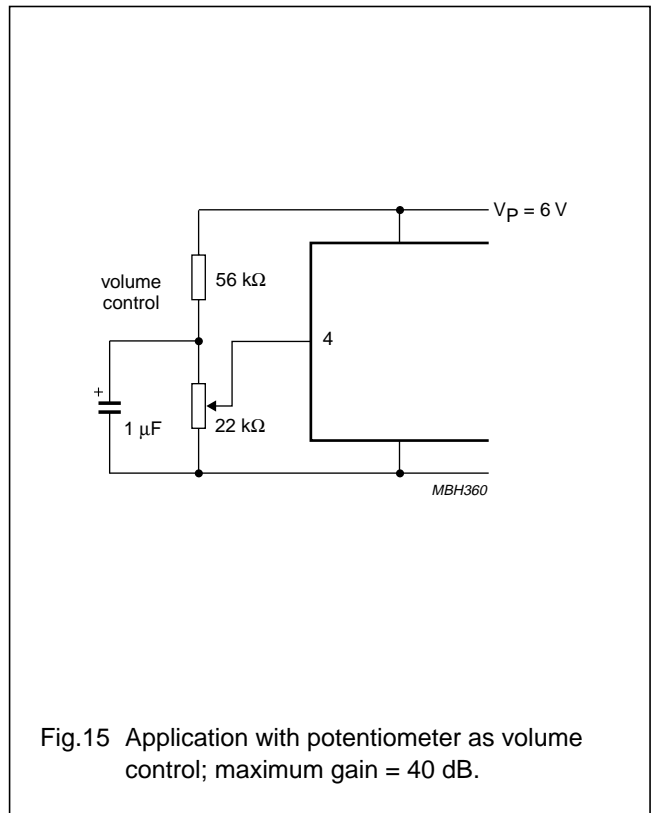 V_P = 6 V
volume
control
56 kΩ
4
+
1 μF
22 kΩ
MBH360
Fig.15 Application with potentiometer as volume
control; maximum gain = 40 dB.